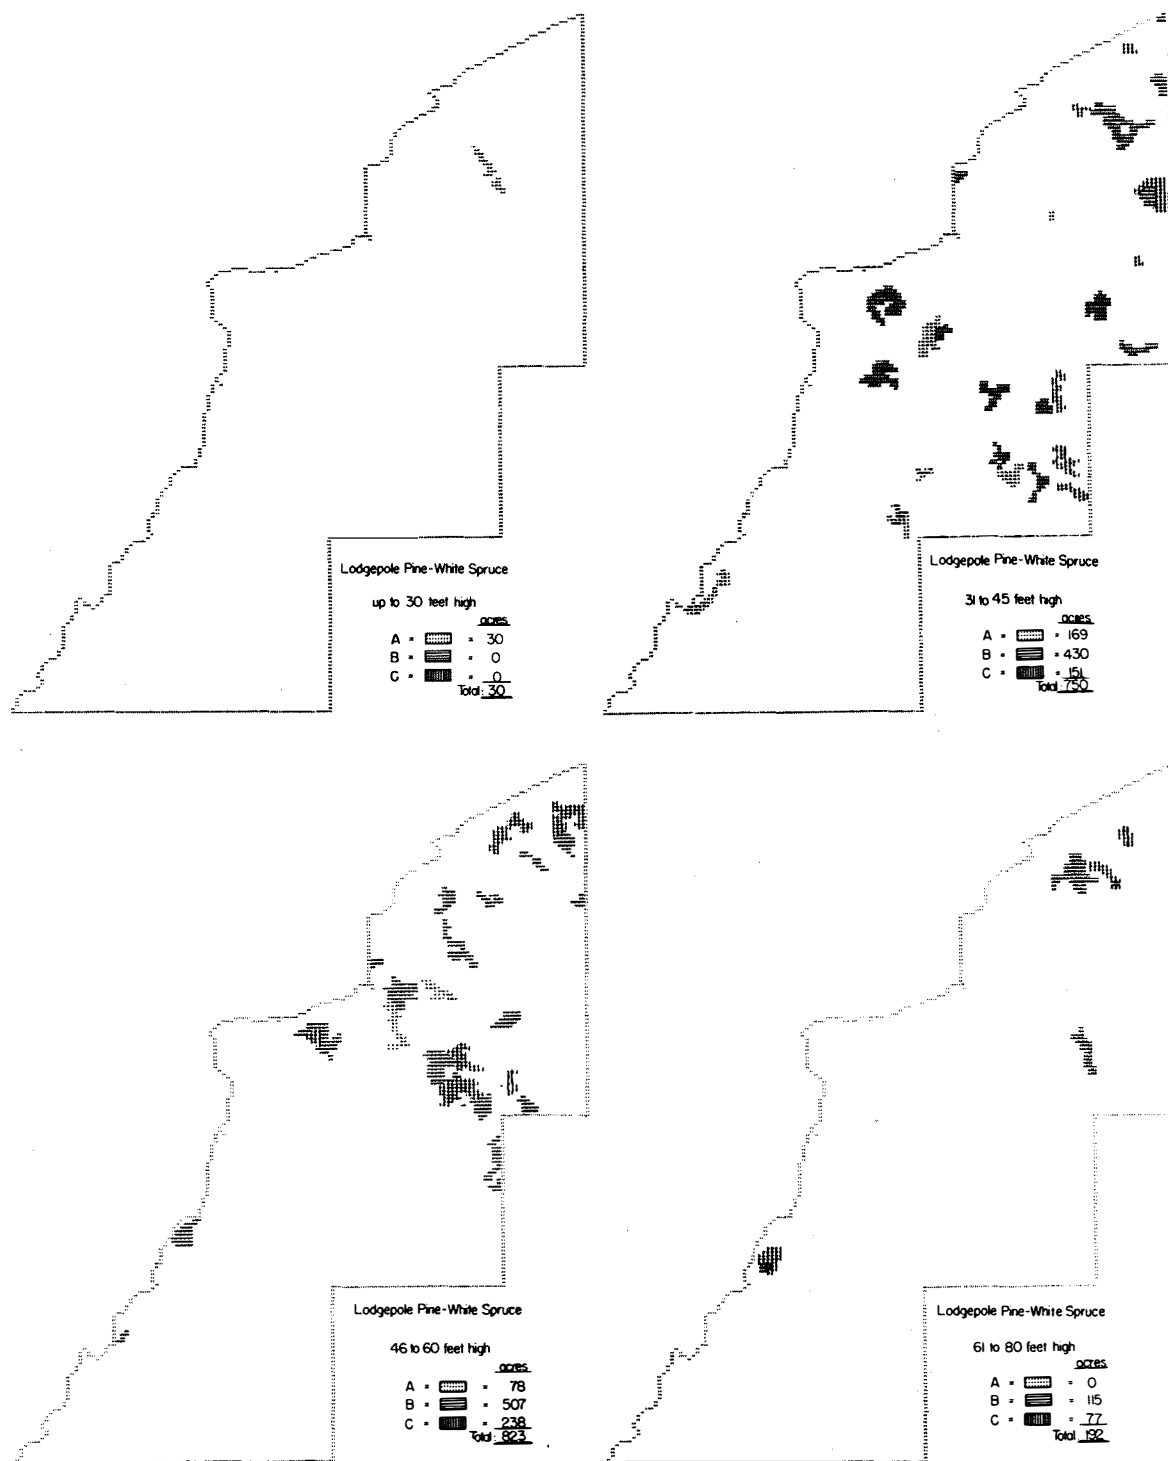 Lodgepole Pine-White Spruce
up to 30 feet high
acres
A = = 30
B = = 0
C = = 0
Total: 30
Lodgepole Pine-White Spruce
31 to 45 feet high
acres
A = = 169
B = = 430
C = = 151
Total: 750
Lodgepole Pine-White Spruce
46 to 60 feet high
acres
A = = 78
B = = 507
C = = 238
Total: 823
Lodgepole Pine-White Spruce
61 to 80 feet high
acres
A = = 0
B = = 115
C = = 77
Total 192